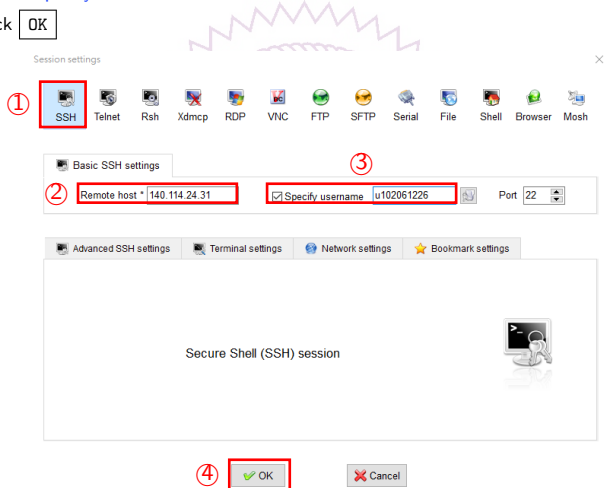 ck OK
Session settings
①
SSH Telnet Rsh Xdmcp RDP VNC FTP SFTP Serial File Shell Browser Mosh
Basic SSH settings
③
② Remote host * 140.114.24.31 Specify username u102061226 Port 22
Advanced SSH settings Terminal settings Network settings Bookmark settings
Secure Shell (SSH) session
④ OK Cancel